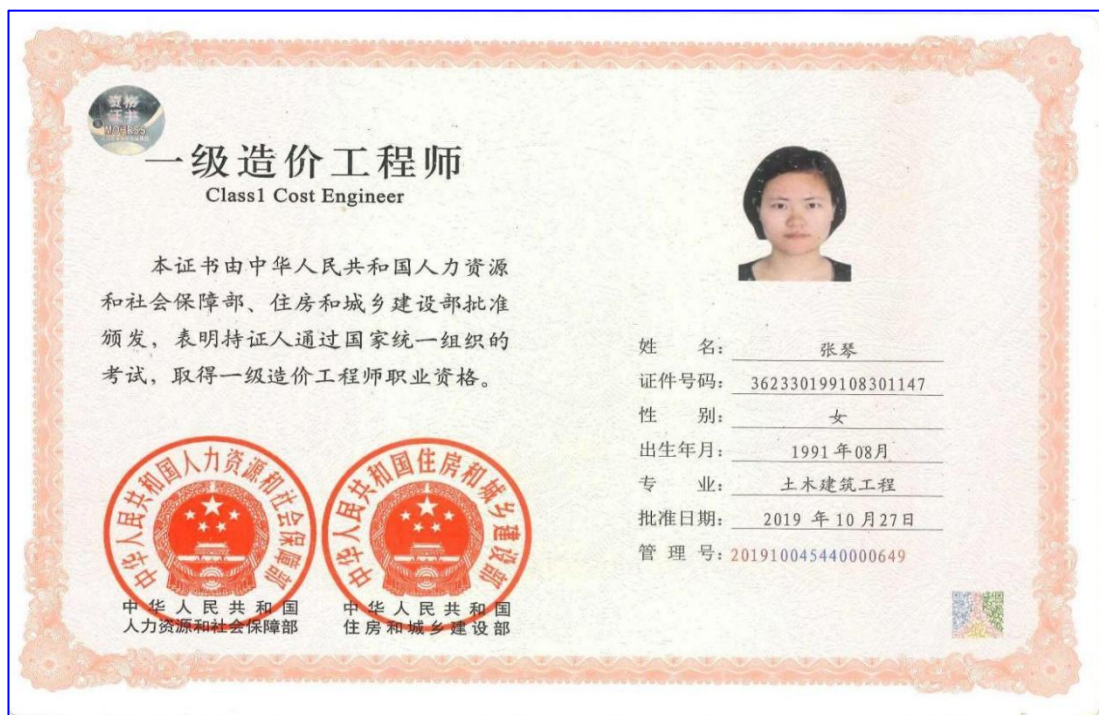 资格
证书
MOHRSS
一级造价工程师
Class1 Cost Engineer
本证书由中华人民共和国人力资源
和社会保障部、住房和城乡建设部批准
颁发，表明持证人通过国家统一组织的
考试，取得一级造价工程师职业资格。
中华人民共和国人力资源和社会保障部
中华人民共和国住房和城乡建设部
中华人民共和国
人力资源和社会保障部
中华人民共和国
住房和城乡建设部
姓 名： 张琴
证件号码： 362330199108301147
性 别： 女
出生年月： 1991年08月
专 业： 土木建筑工程
批准日期： 2019 年 10 月27日
管 理 号：201910045440000649